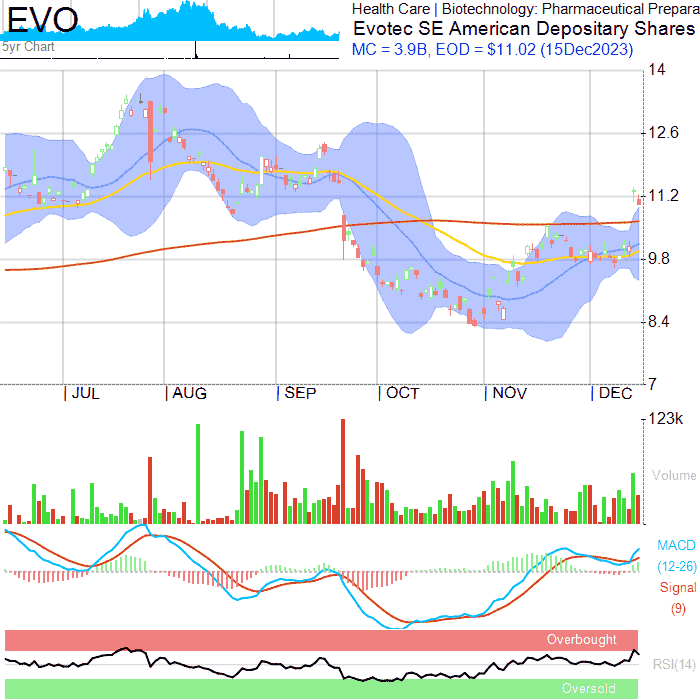 EVO
5yr Chart
Health Care | Biotechnology: Pharmaceutical Prepara
Evotec SE American Depositary Shares
MC = 3.9B, EOD = $11.02 (15Dec2023)
14
12.6
11.2
9.8
8.4
7
JUL
AUG
SEP
OCT
NOV
DEC
123k
Volume
MACD
(12-26)
Signal
(9)
Overbought
RSI(14)
Oversold